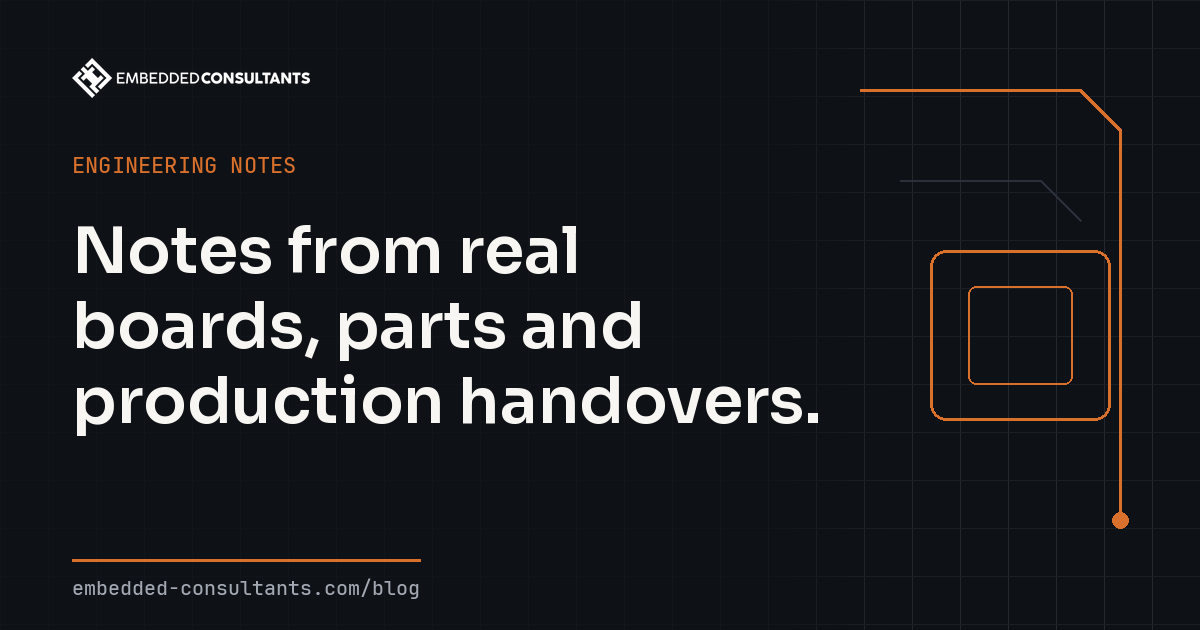 EMBEDDEDCONSULTANTS
ENGINEERING NOTES
Notes from real
boards, parts and
production handovers.
embedded-consultants.com/blog